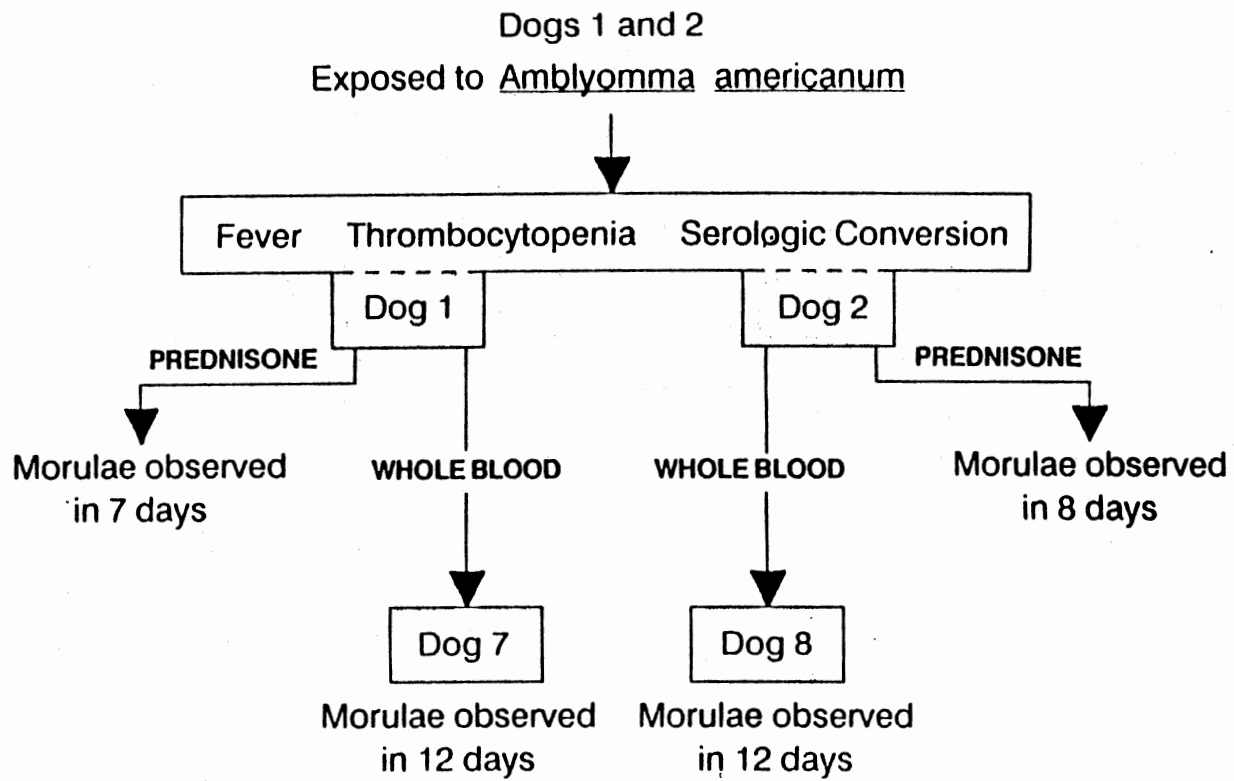 Dogs 1 and 2
Exposed to Amblyomma americanum
Fever Thrombocytopenia Serologic Conversion
Dog 1
Dog 2
PREDNISONE
PREDNISONE
Morulae observed
in 7 days
WHOLE BLOOD
WHOLE BLOOD
Morulae observed
in 8 days
Dog 7
Dog 8
Morulae observed
in 12 days
Morulae observed
in 12 days